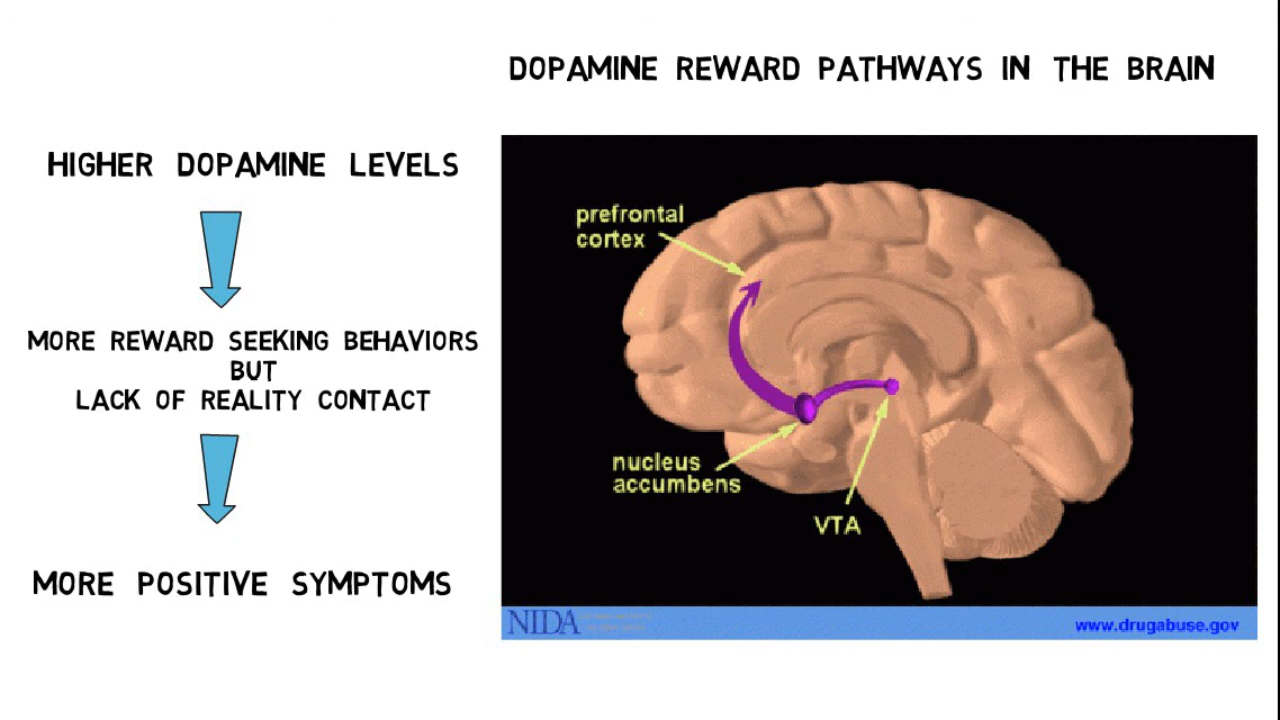 DOPAMINE REWARD PATHWAYS IN THE BRAIN
HIGHER DOPAMINE LEVELS
MORE REWARD SEEKING BEHAVIORS
BUT
LACK OF REALITY CONTACT
MORE POSITIVE SYMPTOMS
prefrontal
cortex
nucleus
accumbens
VTA
NIDA
www.drugabuse.gov